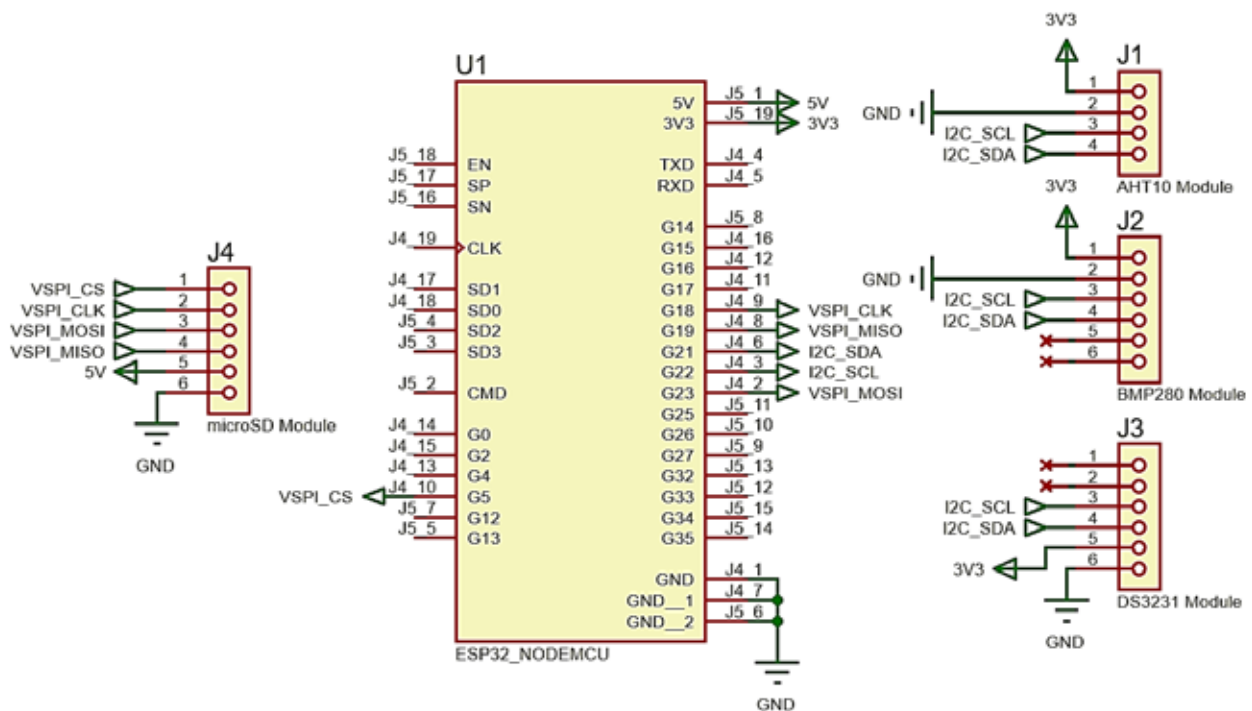 U1
J5 1 5V 5V
J5 19 3V3 3V3
J5 18 EN
J5 17 SP
J5 16 SN
J4 19 CLK
J4 17 SD1
J4 18 SD0
J5 4 SD2
J5 3 SD3
J5 2 CMD
J4 14 G0
J4 15 G2
J4 13 G4
VSPI_CS J4 10 G5
J5 7 G12
J5 5 G13
TXD J4 4
RXD J4 5
G14 J5 8
G15 J4 16
G16 J4 12
G17 J4 11
G18 J4 9 VSPI_CLK
G19 J4 8 VSPI_MISO
G21 J4 6 I2C_SDA
G22 J4 3 I2C_SCL
G23 J4 2 VSPI_MOSI
G25 J5 11
G26 J5 10
G27 J5 9
G32 J5 13
G33 J5 12
G34 J5 15
G35 J5 14
GND J4 1
GND__1 J4 7
GND__2 J5 6
GND
ESP32_NODEMCU
J4
VSPI_CS 1
VSPI_CLK 2
VSPI_MOSI 3
VSPI_MISO 4
5V 5
6
microSD Module
GND
3V3
J1
1
GND 2
I2C_SCL 3
I2C_SDA 4
AHT10 Module
3V3
J2
1
GND 2
I2C_SCL 3
I2C_SDA 4
5
6
BMP280 Module
J3
1
2
I2C_SCL 3
I2C_SDA 4
3V3 5
6
DS3231 Module
GND